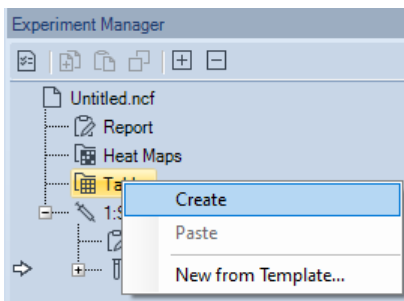 Experiment Manager
Untitled.ncf
Report
Heat Maps
Create
Paste
New from Template...